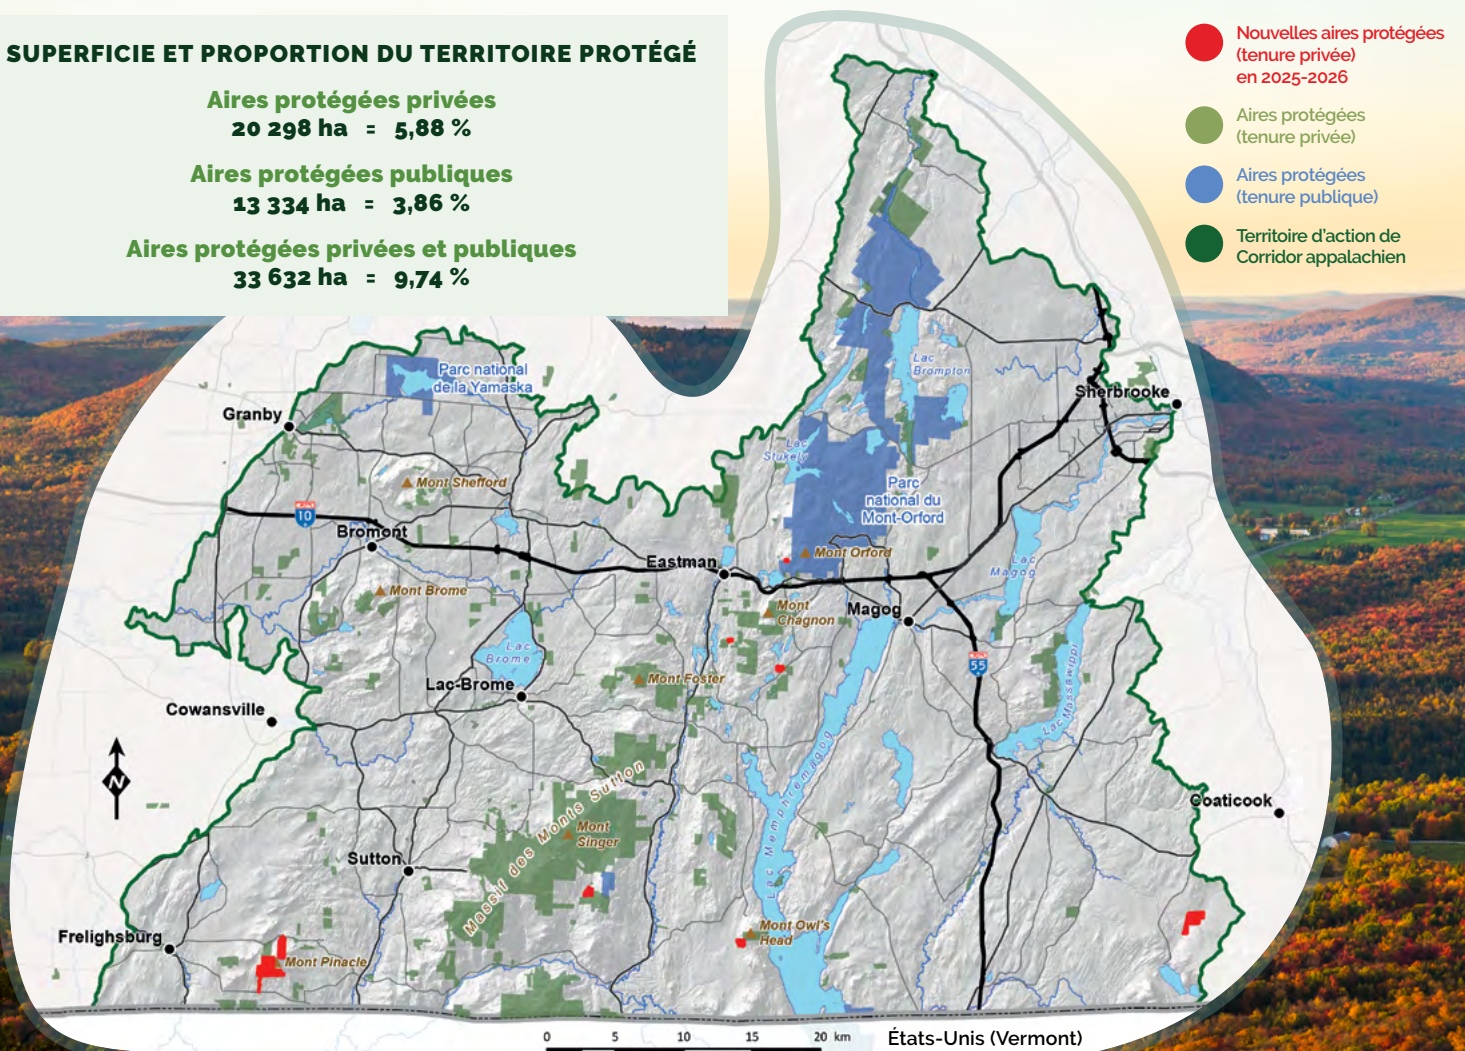 SUPERFICIE ET PROPORTION DU TERRITOIRE PROTÉGÉ
Aires protégées privées
20 298 ha = 5,88 %
Aires protégées publiques
13 334 ha = 3,86 %
Aires protégées privées et publiques
33 632 ha = 9,74 %
Nouvelles aires protégées
(tenure privée)
en 2025-2026
Aires protégées
(tenure privée)
Aires protégées
(tenure publique)
Territoire d'action de
Corridor appalachien
Parc national
de la Yamaska
Granby
Mont Shefford
10
Bromont
Mont Brome
Lac
Brompton
Sherbrooke
Lac
Stukely
Parc
national du
Mont-Orford
Mont Orford
Eastman
Lac
Magog
Mont
Chagnon
Magog
55
Lac
Brome
Lac-Brome
Mont Foster
Lac Massawippi
Cowansville
N
Massif des Monts Sutton
Mont
Singer
Lac Memphrémagog
Coaticook
Sutton
Frelighsburg
Mont Pinacle
Mont Owl's
Head
0 5 10 15 20 km
États-Unis (Vermont)